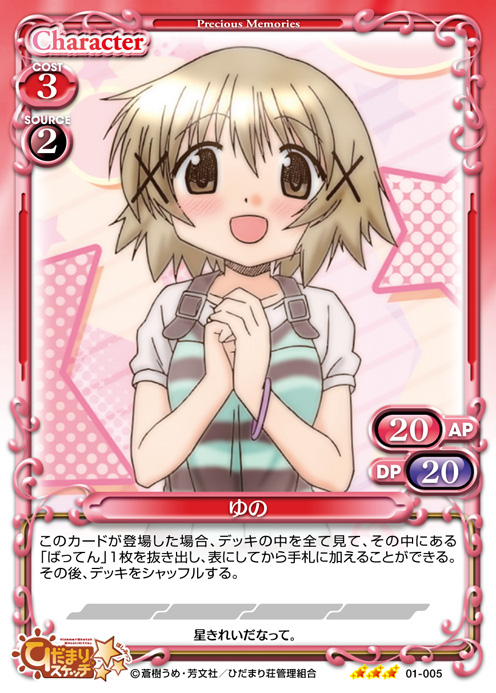 Precious Memories
Character
COST
3
SOURCE
2
20 AP
DP 20
ゆの
このカードが登場した場合、デッキの中を全て見て、その中にある
「ばってん」1枚を抜き出し、表にしてから手札に加えることができる。
その後、デッキをシャッフルする。
星きれいだなって。
ひだまり
スケッチ
©蒼樹うめ・芳文社／ひだまり荘管理組合
01-005